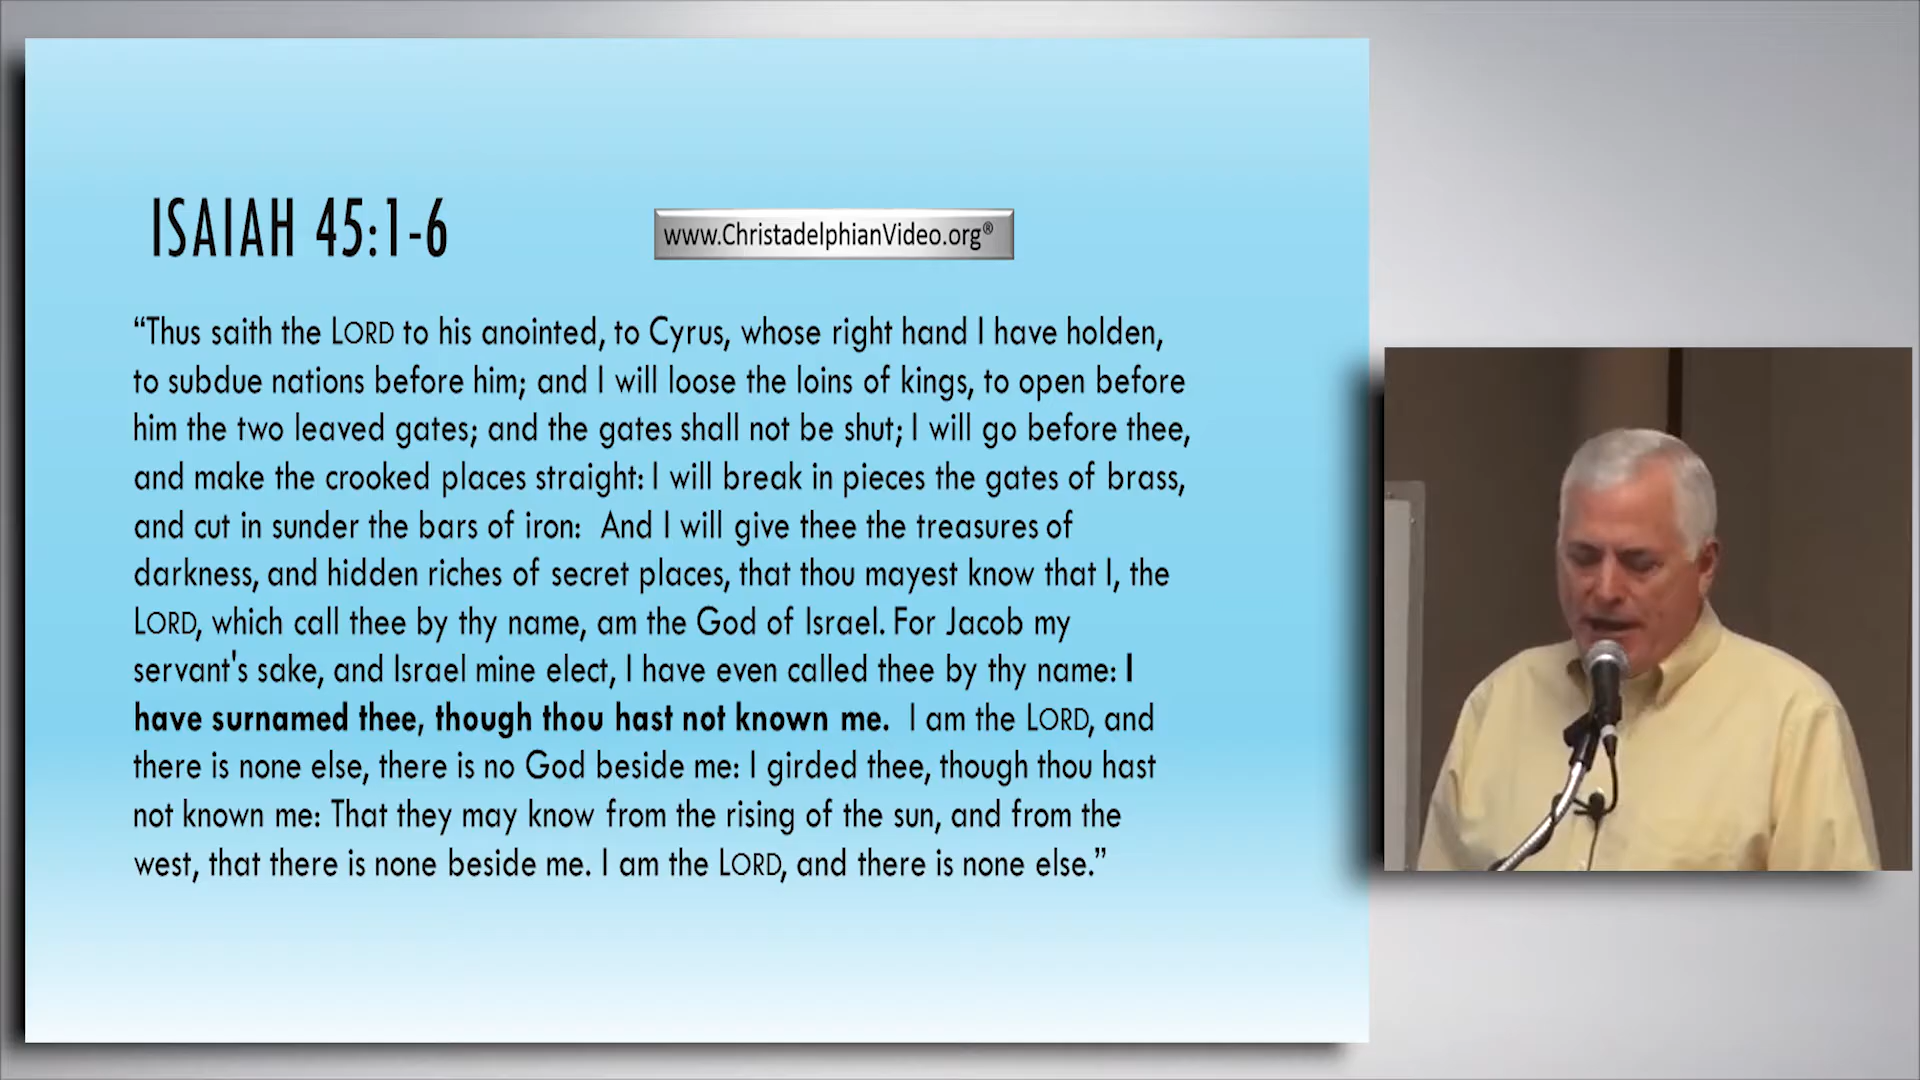 ISAIAH 45:1-6
www.ChristadelphianVideo.org®
“Thus saith the LORD to his anointed, to Cyrus, whose right hand I have holden,
to subdue nations before him; and I will loose the loins of kings, to open before
him the two leaved gates; and the gates shall not be shut; I will go before thee,
and make the crooked places straight: I will break in pieces the gates of brass,
and cut in sunder the bars of iron:  And I will give thee the treasures of
darkness, and hidden riches of secret places, that thou mayest know that I, the
LORD, which call thee by thy name, am the God of Israel. For Jacob my
servant's sake, and Israel mine elect, I have even called thee by thy name: I
have surnamed thee, though thou hast not known me.  I am the LORD, and
there is none else, there is no God beside me: I girded thee, though thou hast
not known me: That they may know from the rising of the sun, and from the
west, that there is none beside me. I am the LORD, and there is none else.”